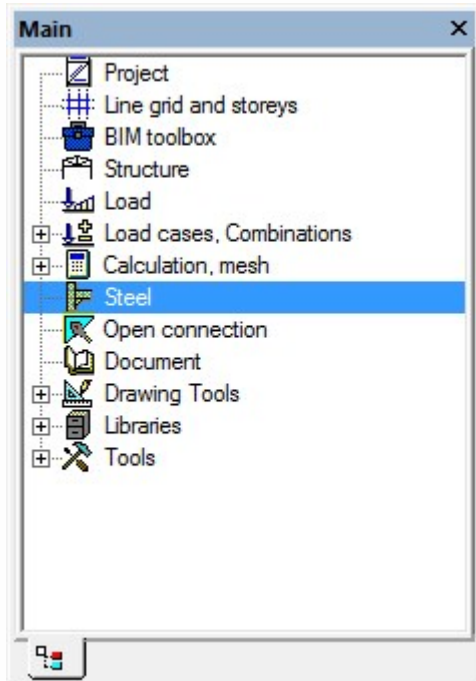 Main
Project
Line grid and storeys
BIM toolbox
Structure
Load
Load cases, Combinations
Calculation, mesh
Steel
Open connection
Document
Drawing Tools
Libraries
Tools